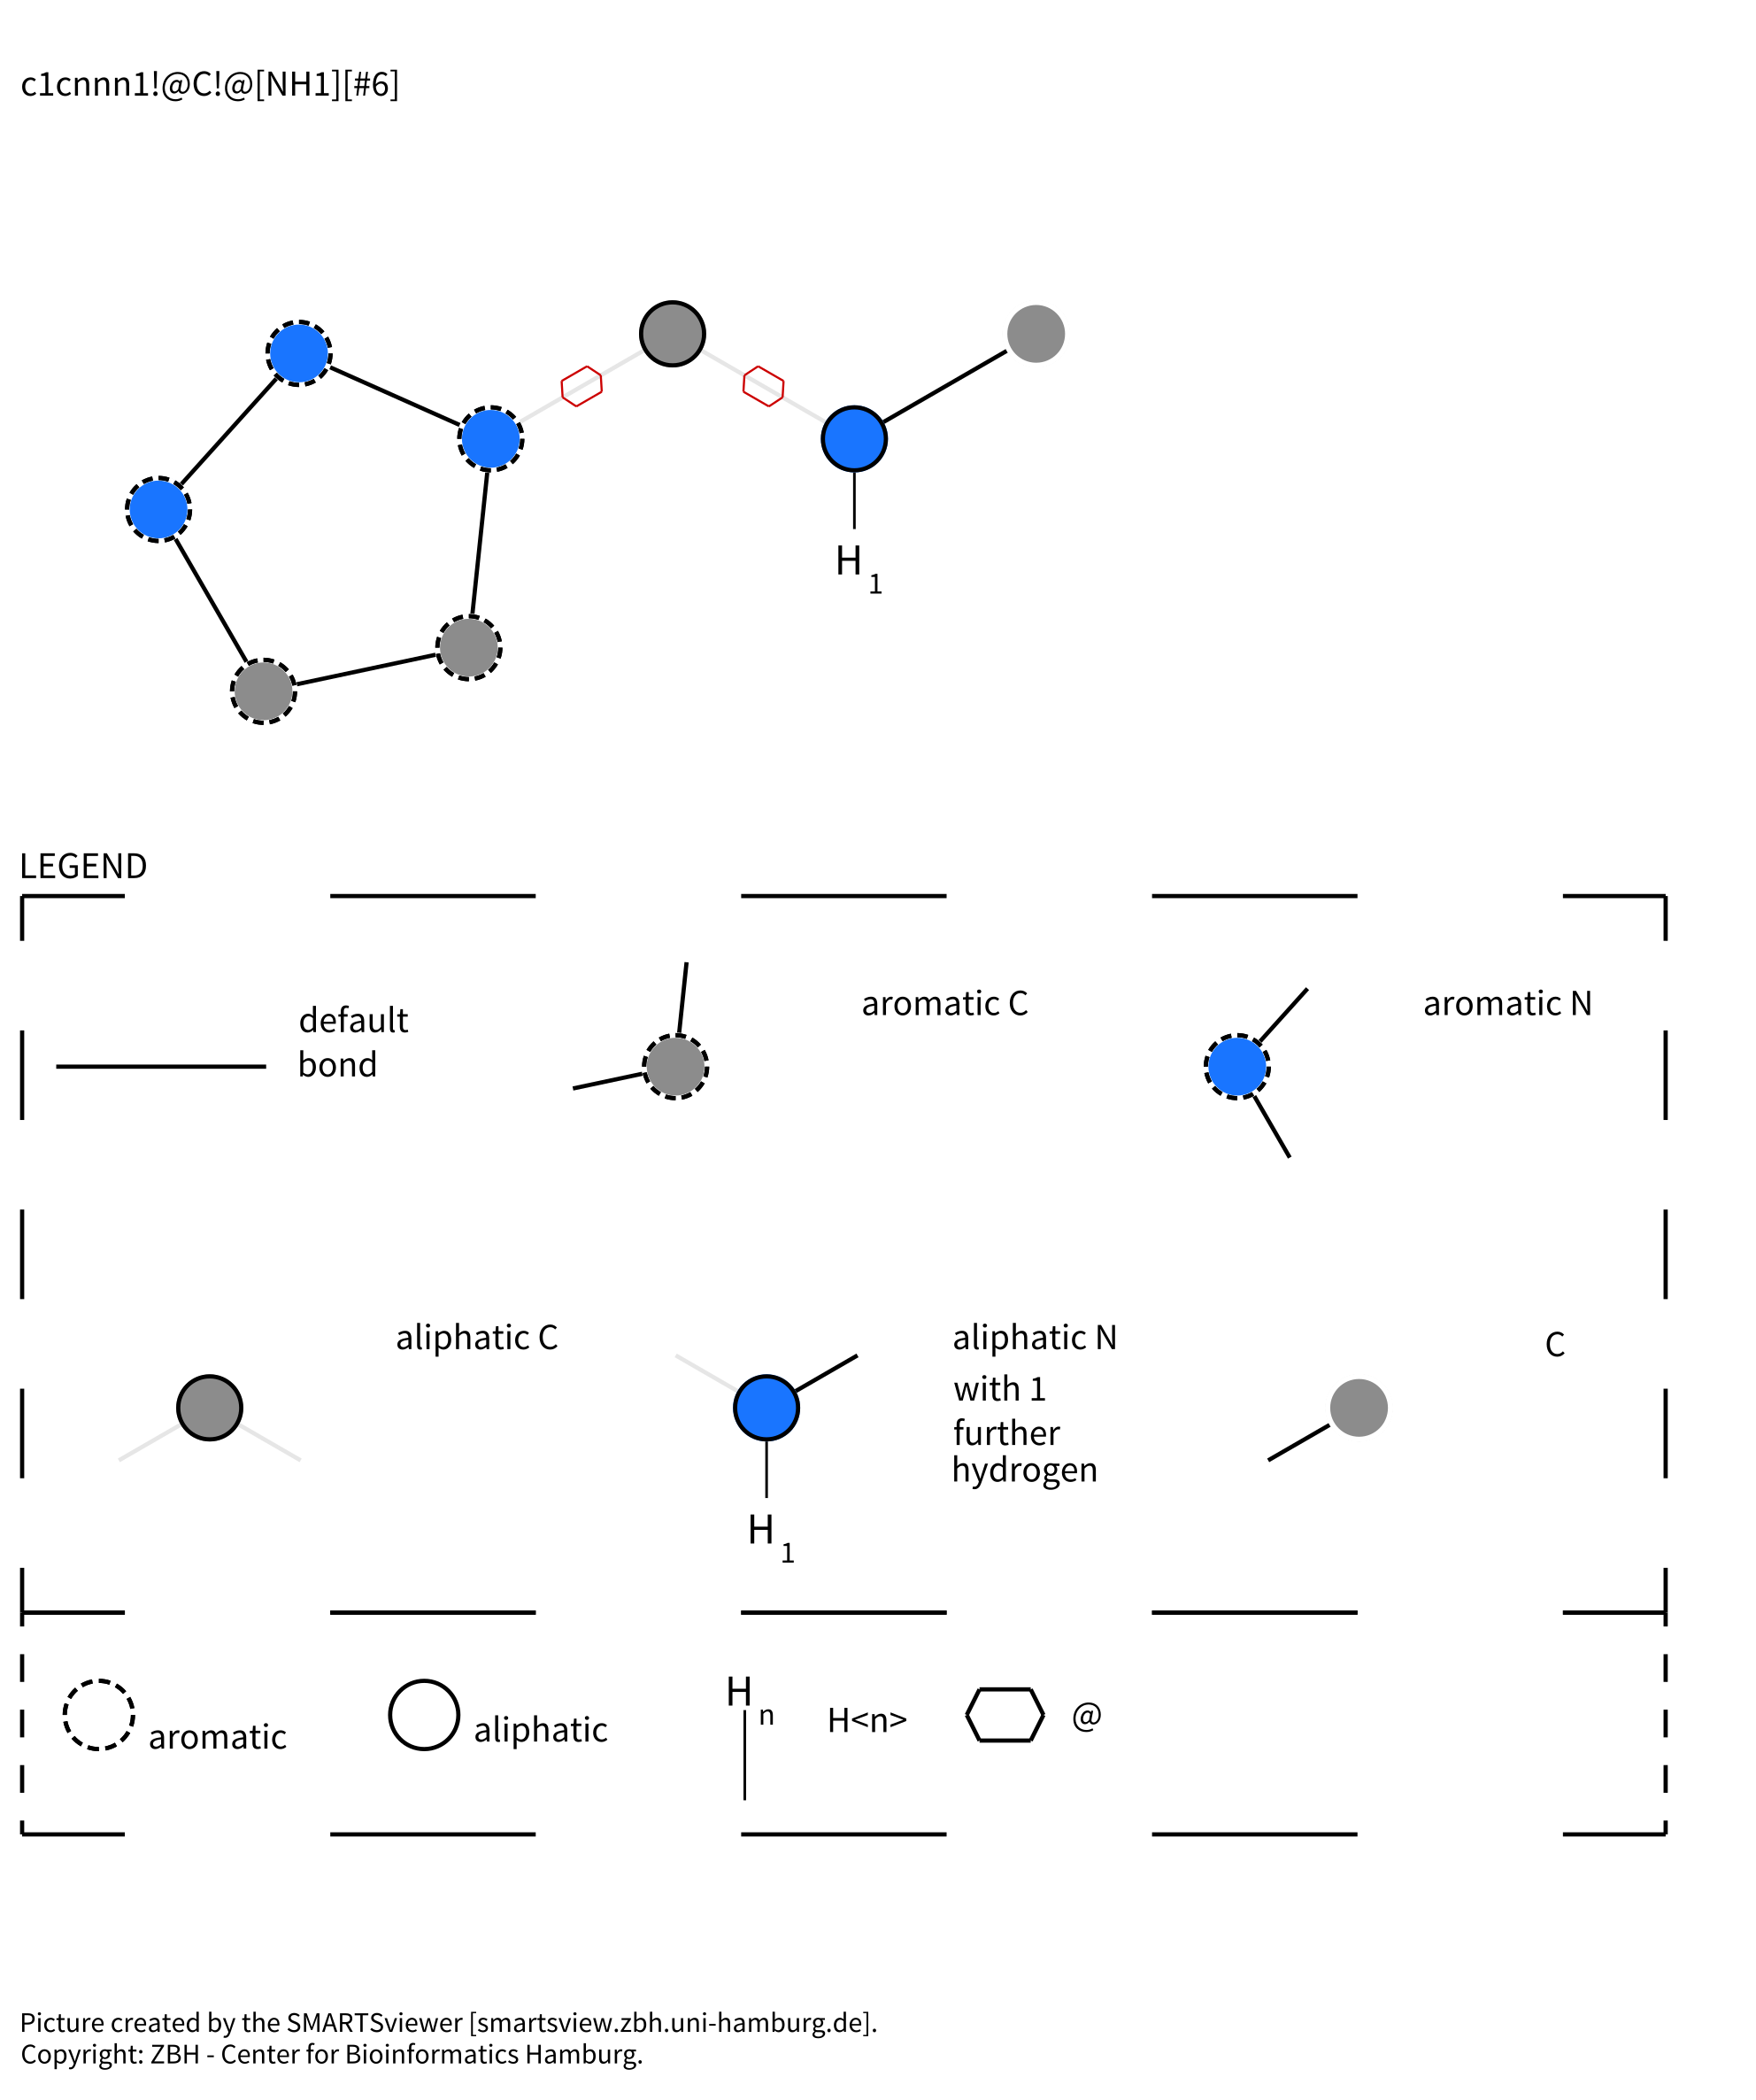 c1cnnn1!@C!@[NH1][#6]
H 1
LEGEND
default
bond
aromatic C
aromatic N
aliphatic C
aliphatic N
with 1
further
hydrogen
C
H 1
aromatic
aliphatic
H n
H<n>
@
Picture created by the SMARTSviewer [smartsview.zbh.uni-hamburg.de].
Copyright: ZBH - Center for Bioinformatics Hamburg.